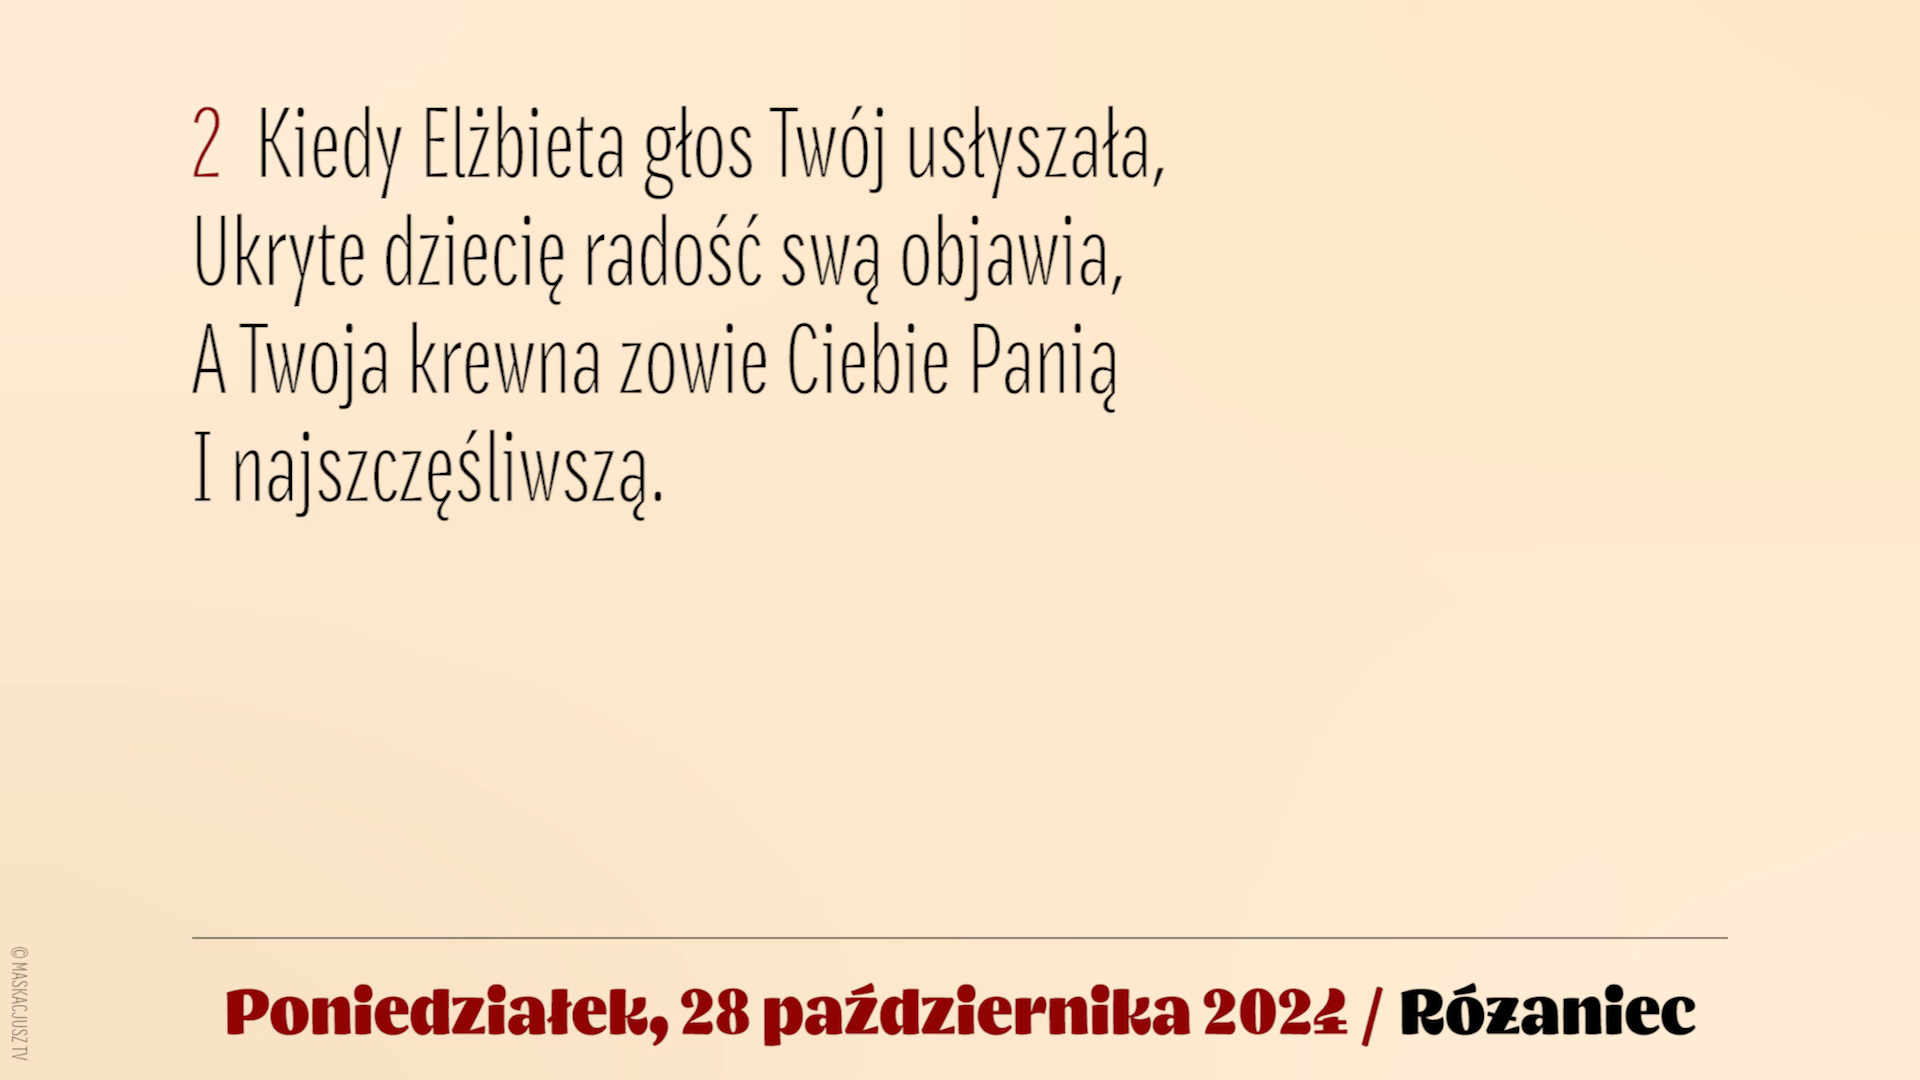 2 Kiedy Elżbieta głos Twój usłyszała,
Ukryte dziecię radość swą objawia,
A Twoja krewna zowie Ciebie Panią
I najszczęśliwszą.
Poniedziałek, 28 października 2024 / Różaniec
© MASKACJUSZ TV